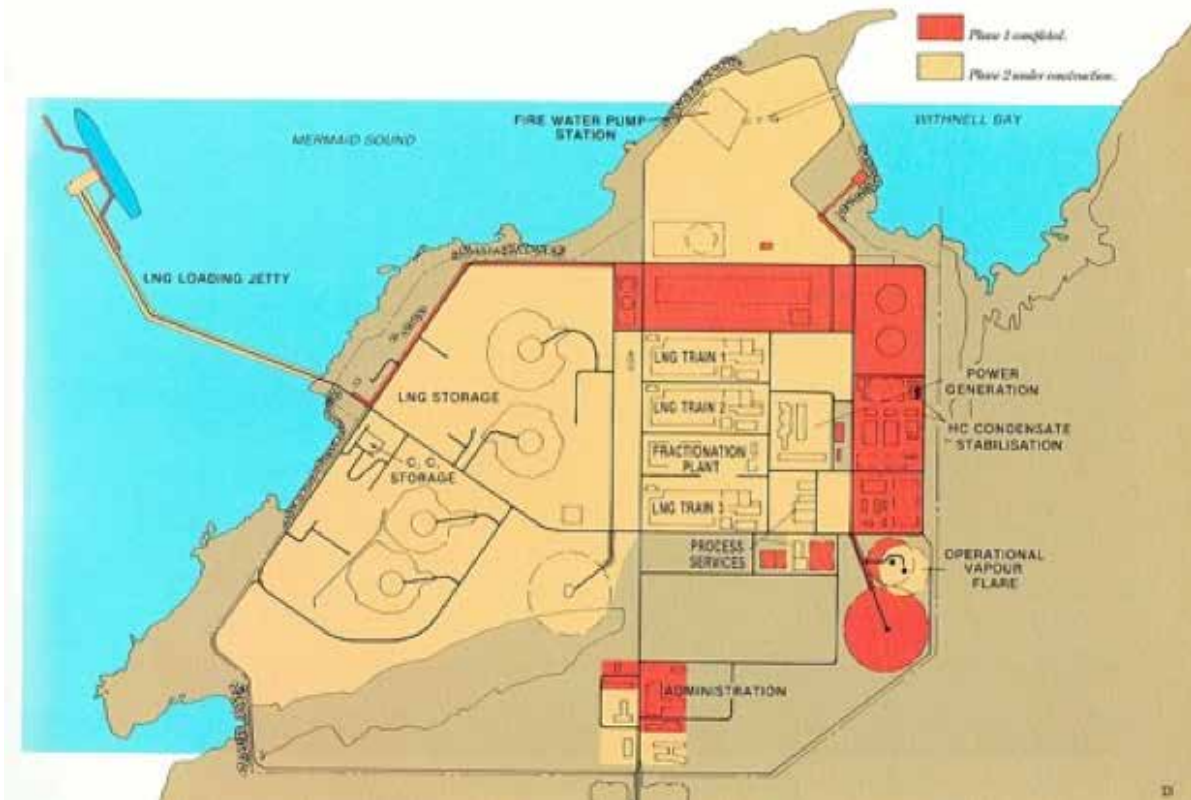 Phase 1 completed.
Phase 2 under construction.
FIRE WATER PUMP
STATION
MERMAID SOUND
WITHNELL BAY
LNG LOADING JETTY
LNG TRAIN 1
POWER
GENERATION
LNG STORAGE
LNG TRAIN 2
HC CONDENSATE
STABILISATION
FRACTIONATION
PLANT
STORAGE
LNG TRAIN 3
PROCESS
SERVICES
OPERATIONAL
VAPOUR
FLARE
ADMINISTRATION